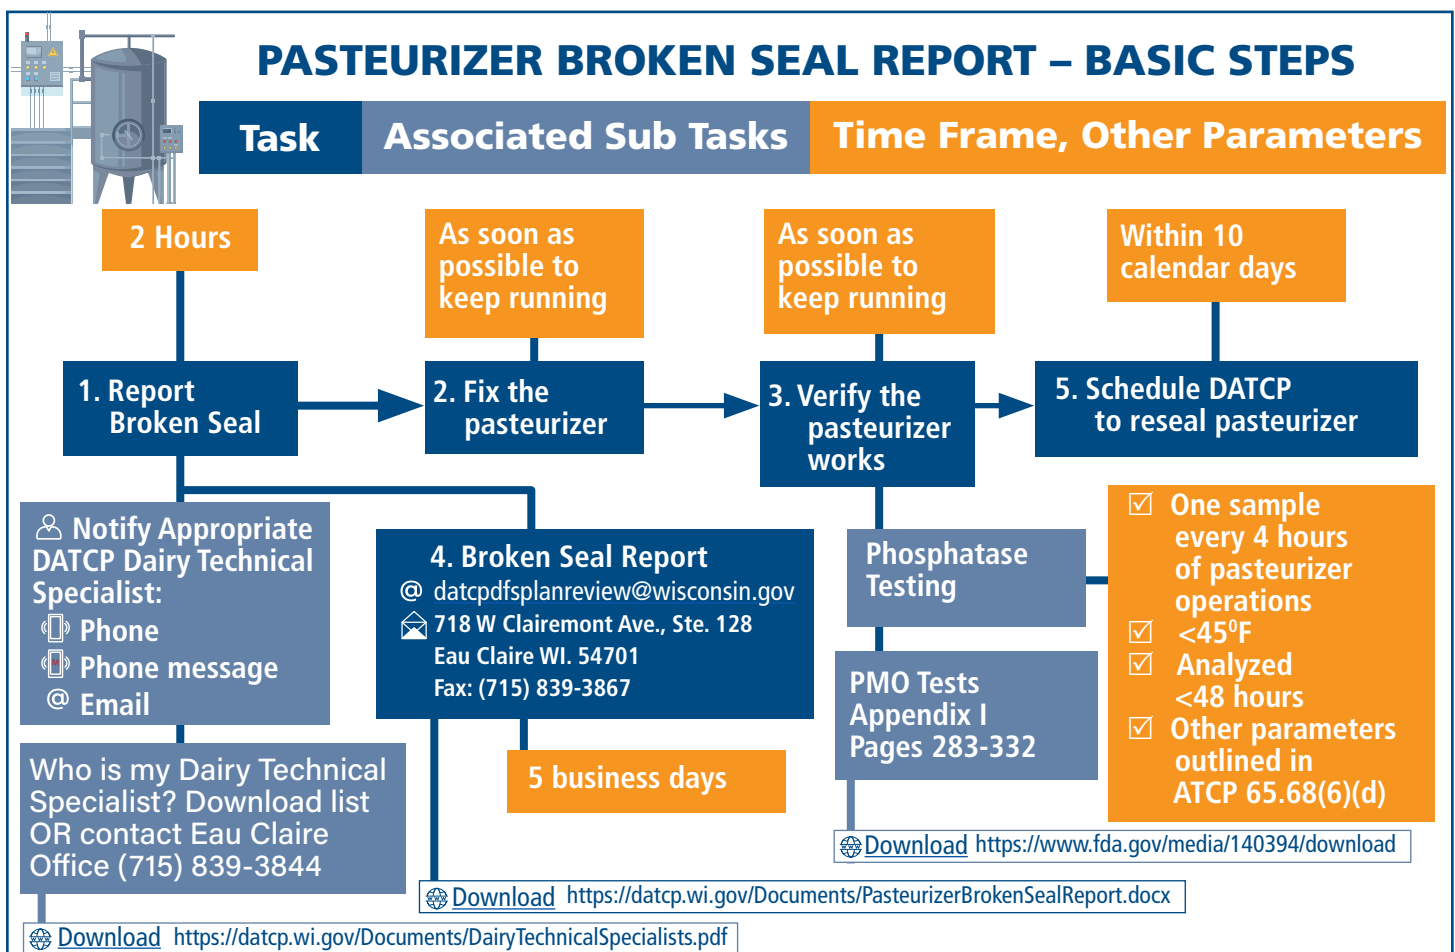 PASTEURIZER BROKEN SEAL REPORT – BASIC STEPS
Task
Associated Sub Tasks
Time Frame, Other Parameters
2 Hours
As soon as
possible to
keep running
As soon as
possible to
keep running
Within 10
calendar days
1. Report
Broken Seal
2. Fix the
pasteurizer
3. Verify the
pasteurizer
works
5. Schedule DATCP
to reseal pasteurizer
Notify Appropriate
DATCP Dairy Technical
Specialist:
Phone
Phone message
@ Email
Who is my Dairy Technical
Specialist? Download list
OR contact Eau Claire
Office (715) 839-3844
4. Broken Seal Report
@ datcpdfsplanreview@wisconsin.gov
718 W Clairemont Ave., Ste. 128
Eau Claire WI. 54701
Fax: (715) 839-3867
5 business days
Phosphatase
Testing
PMO Tests
Appendix I
Pages 283-332
☑ One sample
every 4 hours
of pasteurizer
operations
☑ <45⁰F
☑ Analyzed
<48 hours
☑ Other parameters
outlined in
ATCP 65.68(6)(d)
Download https://www.fda.gov/media/140394/download
Download https://datcp.wi.gov/Documents/PasteurizerBrokenSealReport.docx
Download https://datcp.wi.gov/Documents/DairyTechnicalSpecialists.pdf